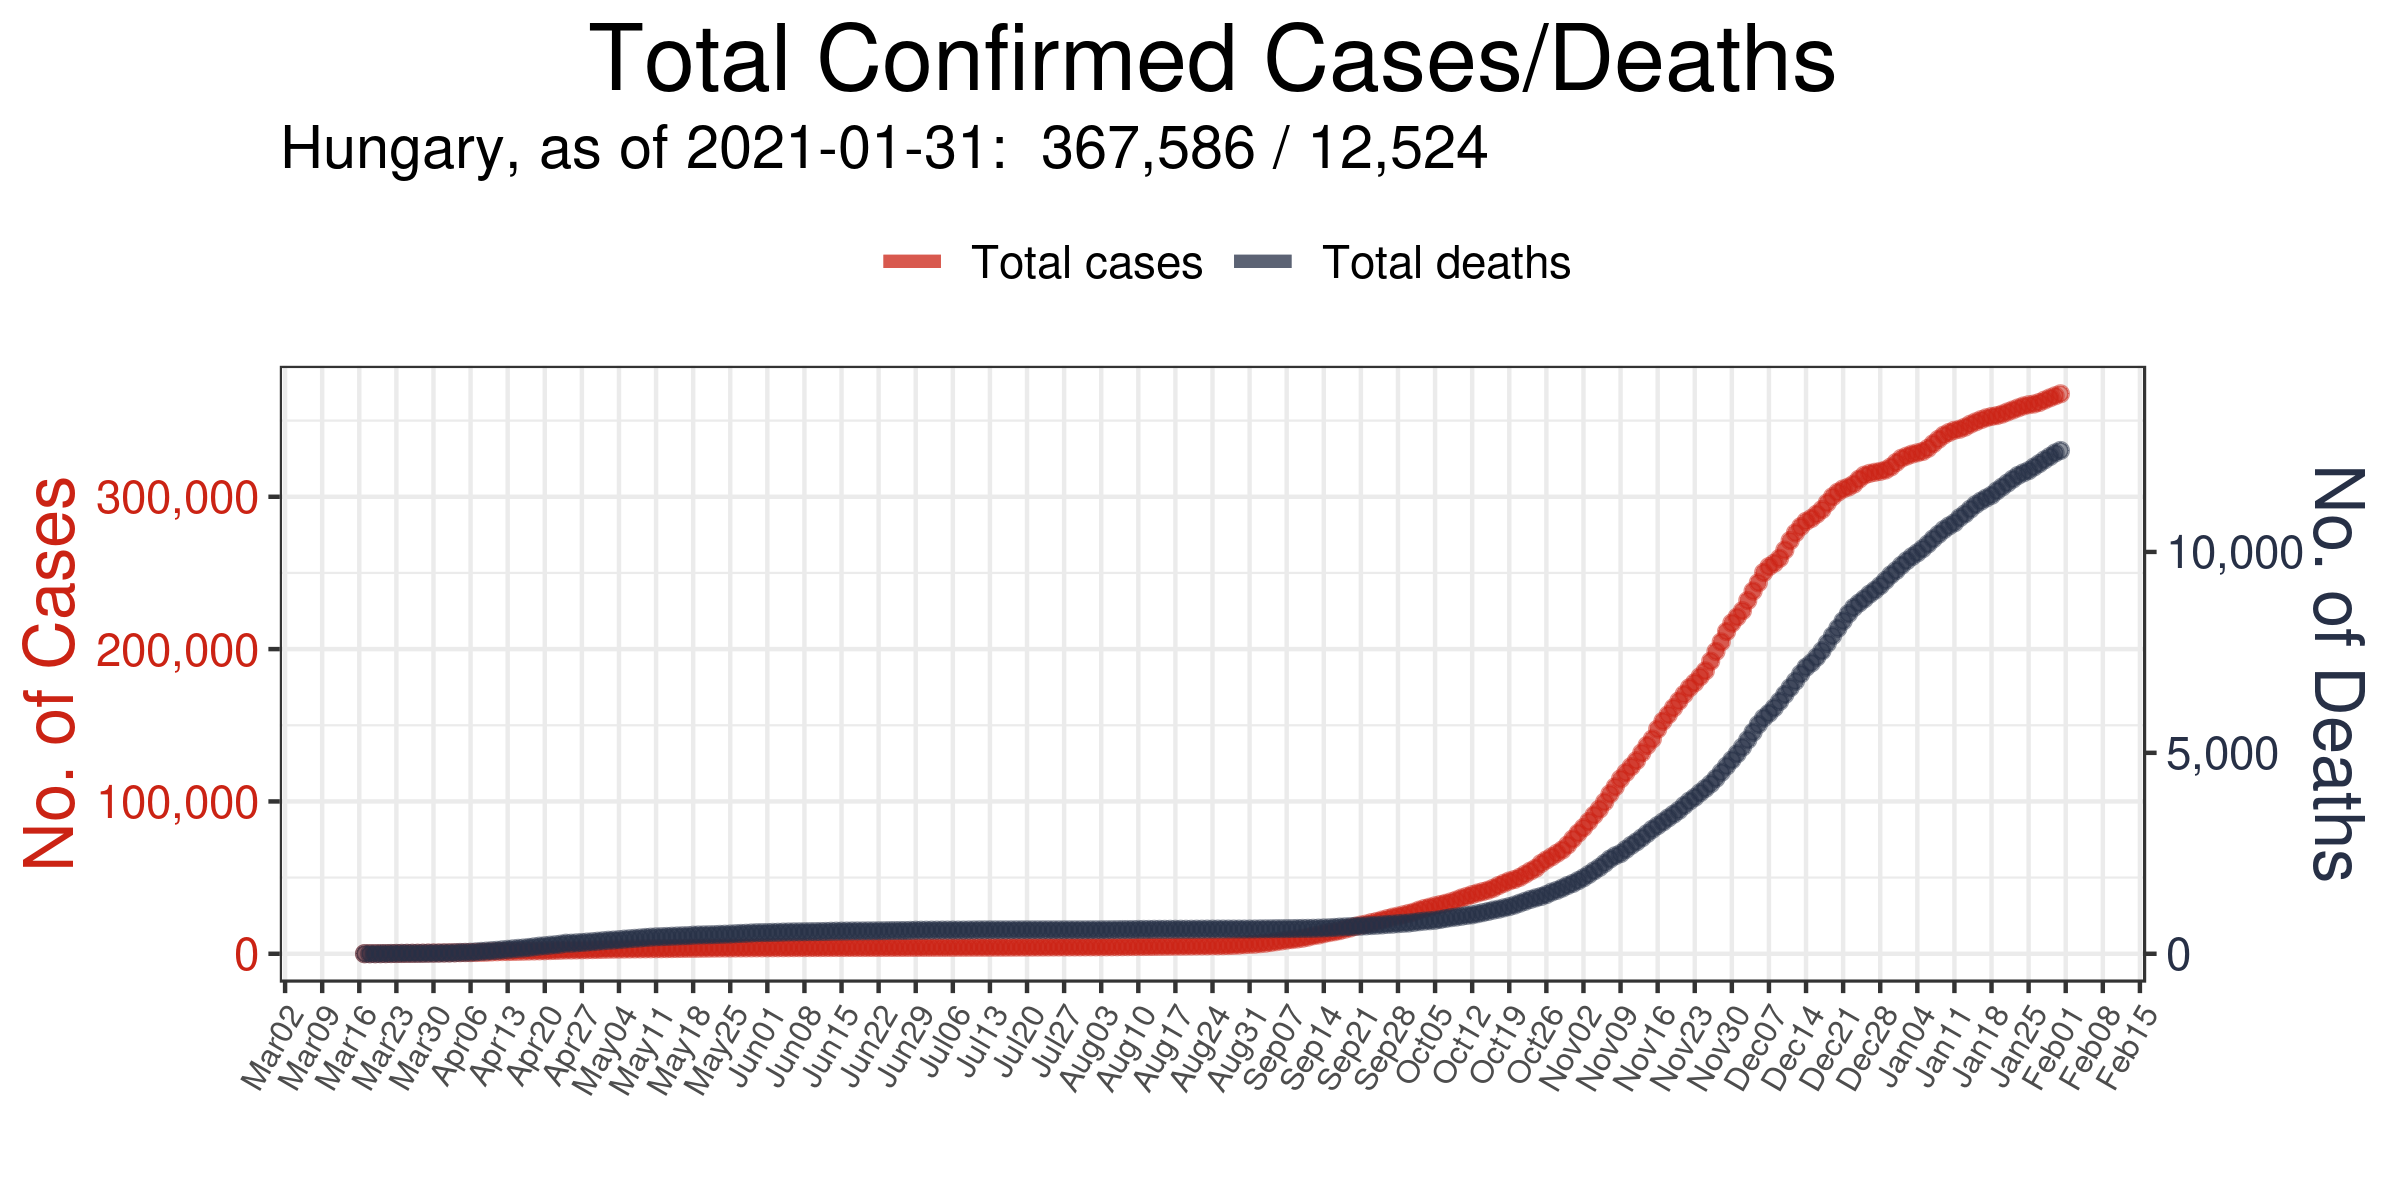 Total Confirmed Cases/Deaths
Hungary, as of 2021-01-31:  367,586 / 12,524
Total cases
Total deaths
No. of Cases
300,000
200,000
100,000
0
10,000
5,000
0
No. of Deaths
Mar02
Mar09
Mar16
Mar23
Mar30
Apr06
Apr13
Apr20
Apr27
May04
May11
May18
May25
Jun01
Jun08
Jun15
Jun22
Jun29
Jul06
Jul13
Jul20
Jul27
Aug03
Aug10
Aug17
Aug24
Aug31
Sep07
Sep14
Sep21
Sep28
Oct05
Oct12
Oct19
Oct26
Nov02
Nov09
Nov16
Nov23
Nov30
Dec07
Dec14
Dec21
Dec28
Jan04
Jan11
Jan18
Jan25
Feb01
Feb08
Feb15